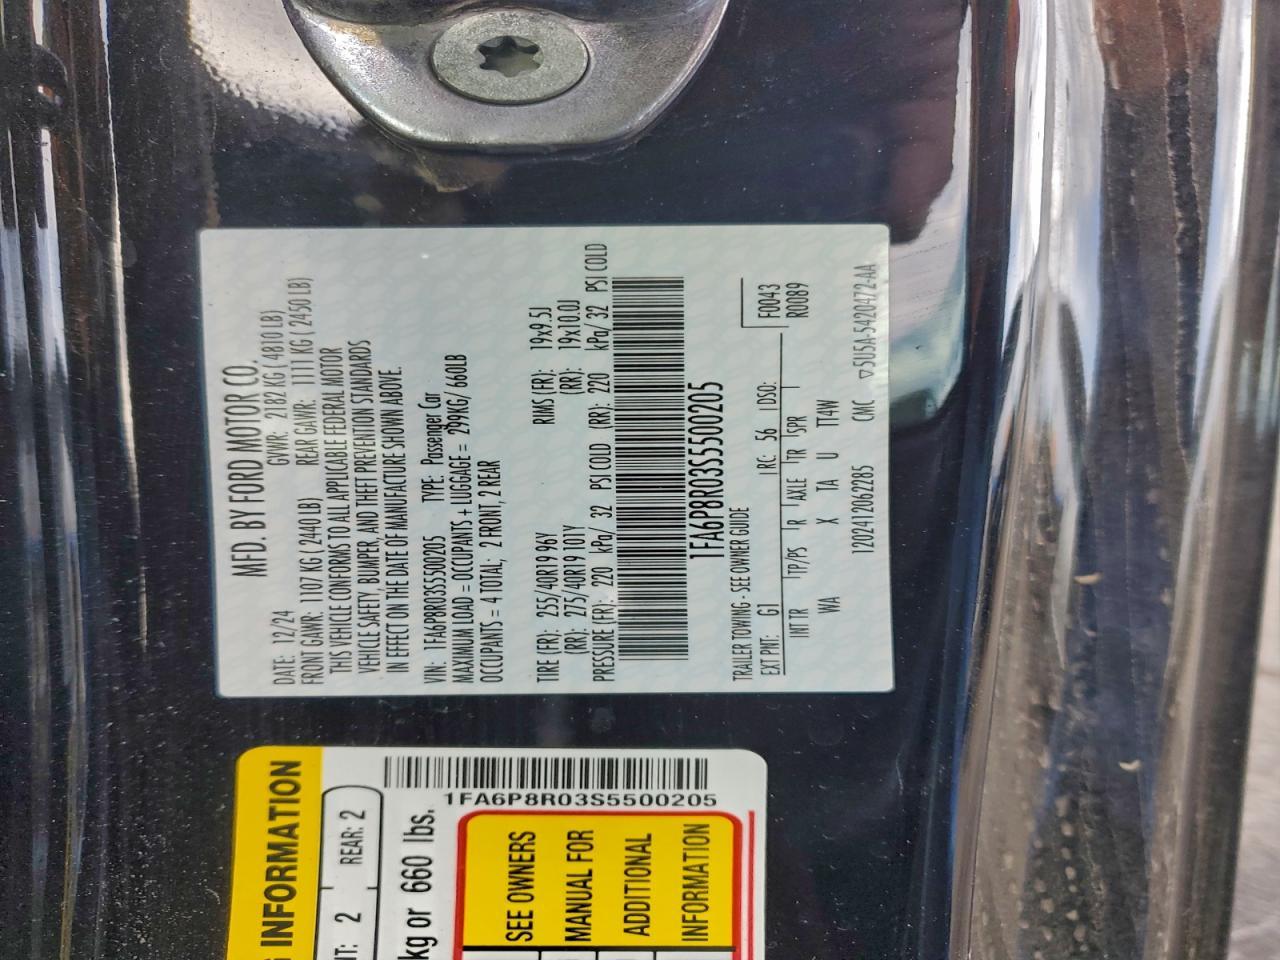 MFD. BY FORD MOTOR CO.
DATE: 12/24 GVWR: 2182 KG ( 4810 LB)
FRONT GAWR: 1107 KG ( 2440 LB) REAR GAWR: 1111 KG ( 2450 LB)
THIS VEHICLE CONFORMS TO ALL APPLICABLE FEDERAL MOTOR
VEHICLE SAFETY, BUMPER, AND THEFT PREVENTION STANDARDS
IN EFFECT ON THE DATE OF MANUFACTURE SHOWN ABOVE.
VIN: 1FA6P8R03S5500205 TYPE: Passenger Car
MAXIMUM LOAD = OCCUPANTS + LUGGAGE = 299KG/ 660LB
OCCUPANTS = 4 TOTAL; 2 FRONT, 2 REAR
TIRE (FR): 255/40R19 96Y RIMS (FR): 19x9.5J
(RR): 275/40R19 101Y (RR): 19x10.0J
PRESSURE (FR): 220 kPa/ 32 PSI COLD (RR): 220 kPa/ 32 PSI COLD
1FA6P8R03S5500205
TRAILER TOWING - SEE OWNER GUIDE
EXT PNT: G1 RC: 56 DSO: F0043
R0089
INT TR TP/PS R AXLE TR SPR
WA X TA U TT4W
1202412062285 CMC ▽5U5A-5420472-AA
INFORMATION
2 REAR: 2
kg or 660 lbs.
1FA6P8R03S5500205
SEE OWNERS
MANUAL FOR
ADDITIONAL
INFORMATION